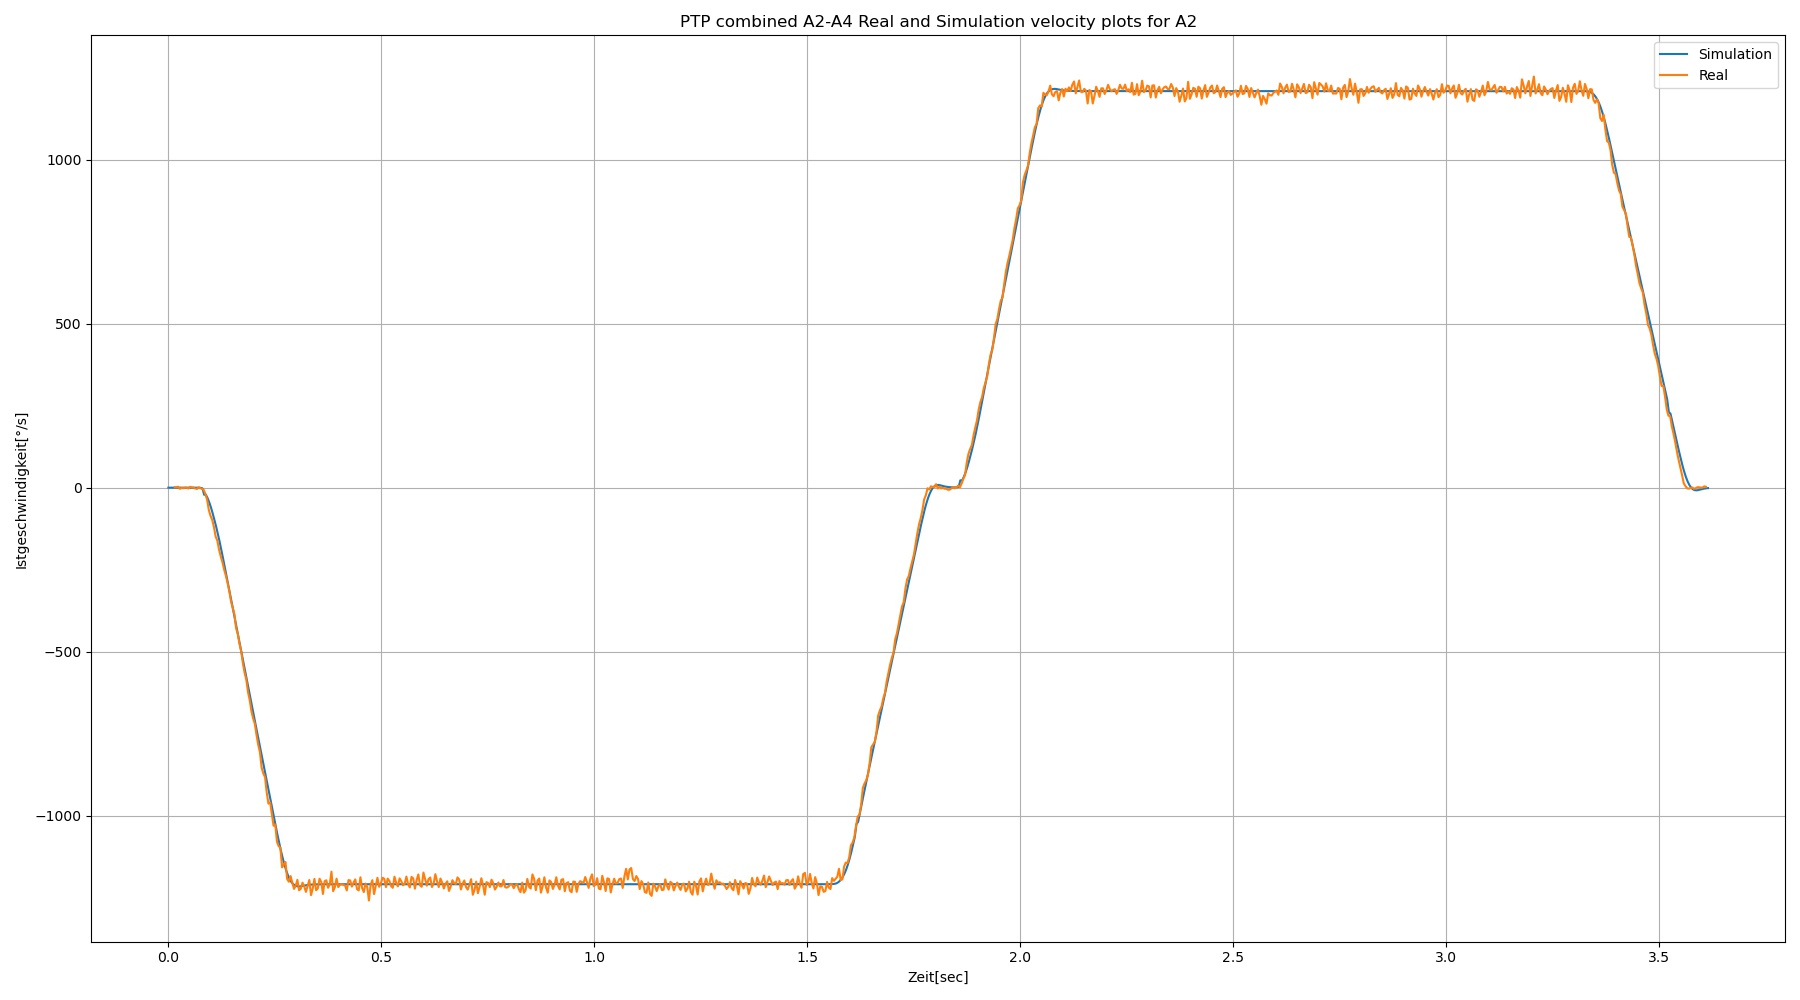 PTP combined A2-A4 Real and Simulation velocity plots for A2
Simulation
Real
1000
500
0
−500
−1000
Istgeschwindigkeit[°/s]
0.0 0.5 1.0 1.5 2.0 2.5 3.0 3.5
Zeit[sec]